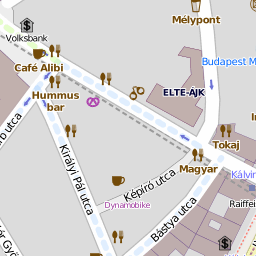 Mélypont
Volksbank
Budapest M
Café Alibi
ELTE-ÁJK
Hummus
bar
Tokaj
Magyar
Kálvi
Királyi Pál utca
Képíró utca
Dynamobike
Bástya utca
Raiffei